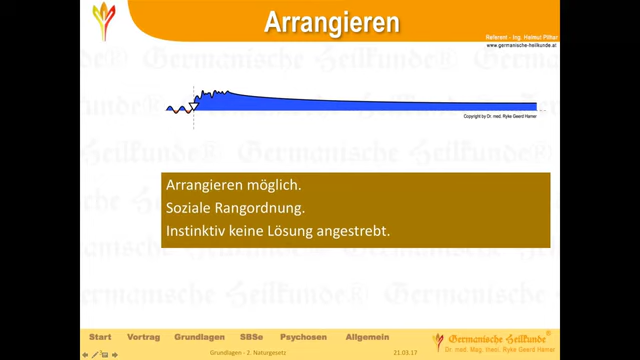 Arrangieren
Referent - Ing. Helmut Pilhar
www.germanische-heilkunde.at
Copyright by Dr. med. Ryke Geerd Hamer
Arrangieren möglich.
Soziale Rangordnung.
Instinktiv keine Lösung angestrebt.
Germanische Heilkunde®
Start Vortrag Grundlagen SBSe Psychosen Allgemein
Germanische Heilkunde®
Dr. med. Mag. theol. Ryke Geerd Hamer
Grundlagen - 2. Naturgesetz 21.03.17